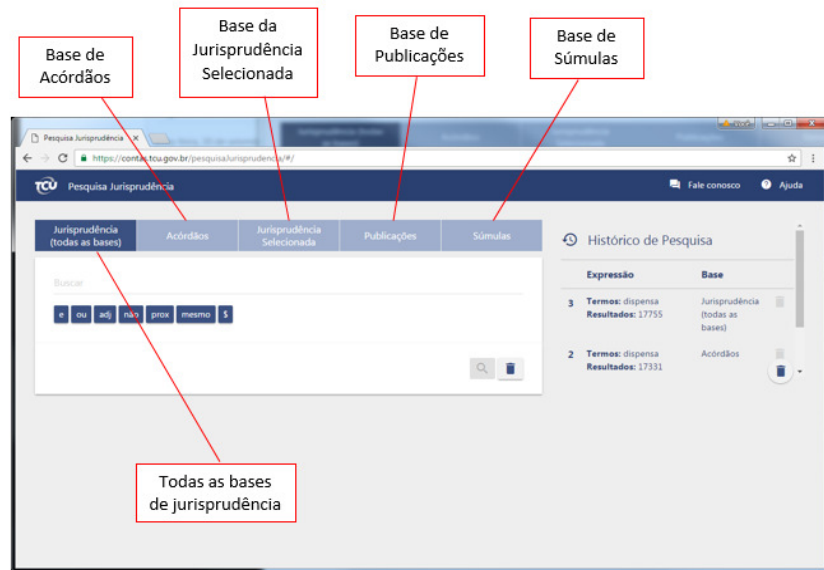 Base de
Acórdãos
Base da
Jurisprudência
Selecionada
Base de
Publicações
Base de
Súmulas
Pesquisa Jurisprudência
https://contas.tcu.gov.br/pesquisaJurisprudencia/#/
TCU Pesquisa Jurisprudência
Fale conosco
Ajuda
Jurisprudência
(todas as bases)
Acórdãos
Jurisprudência
Selecionada
Publicações
Súmulas
Buscar
e ou adj não prox mesmo $
Histórico de Pesquisa
Expressão Base
3 Termos: dispensa Jurisprudência
Resultados: 17755 (todas as
bases)
2 Termos: dispensa Acórdãos
Resultados: 17331
Todas as bases
de jurisprudência